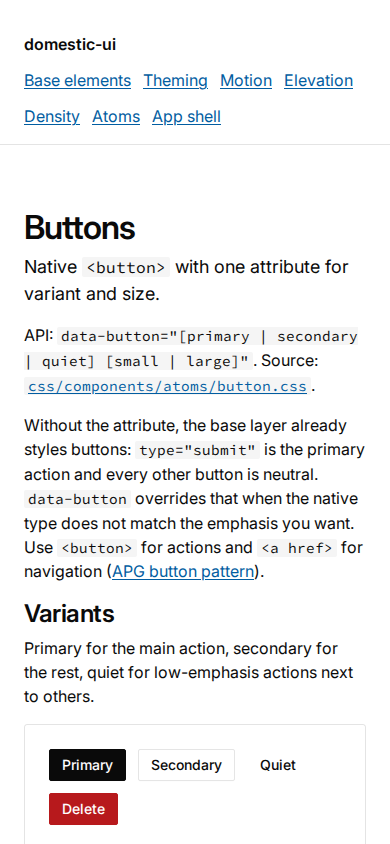 domestic-ui
Base elements Theming Motion Elevation
Density Atoms App shell
Buttons
Native <button> with one attribute for
variant and size.
API: data-button="[primary | secondary
| quiet] [small | large]" . Source:
css/components/atoms/button.css .
Without the attribute, the base layer already
styles buttons: type="submit" is the primary
action and every other button is neutral.
data-button overrides that when the native
type does not match the emphasis you want.
Use <button> for actions and <a href> for
navigation (APG button pattern).
Variants
Primary for the main action, secondary for
the rest, quiet for low-emphasis actions next
to others.
Primary Secondary Quiet
Delete